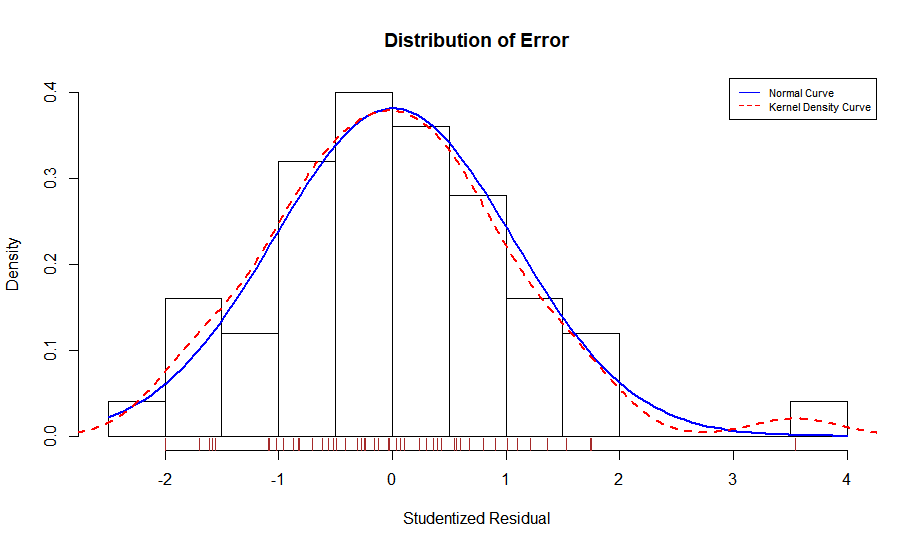 Distribution of Error
Normal Curve
Kernel Density Curve
Density
0.4
0.3
0.2
0.1
0.0
-2 -1 0 1 2 3 4
Studentized Residual